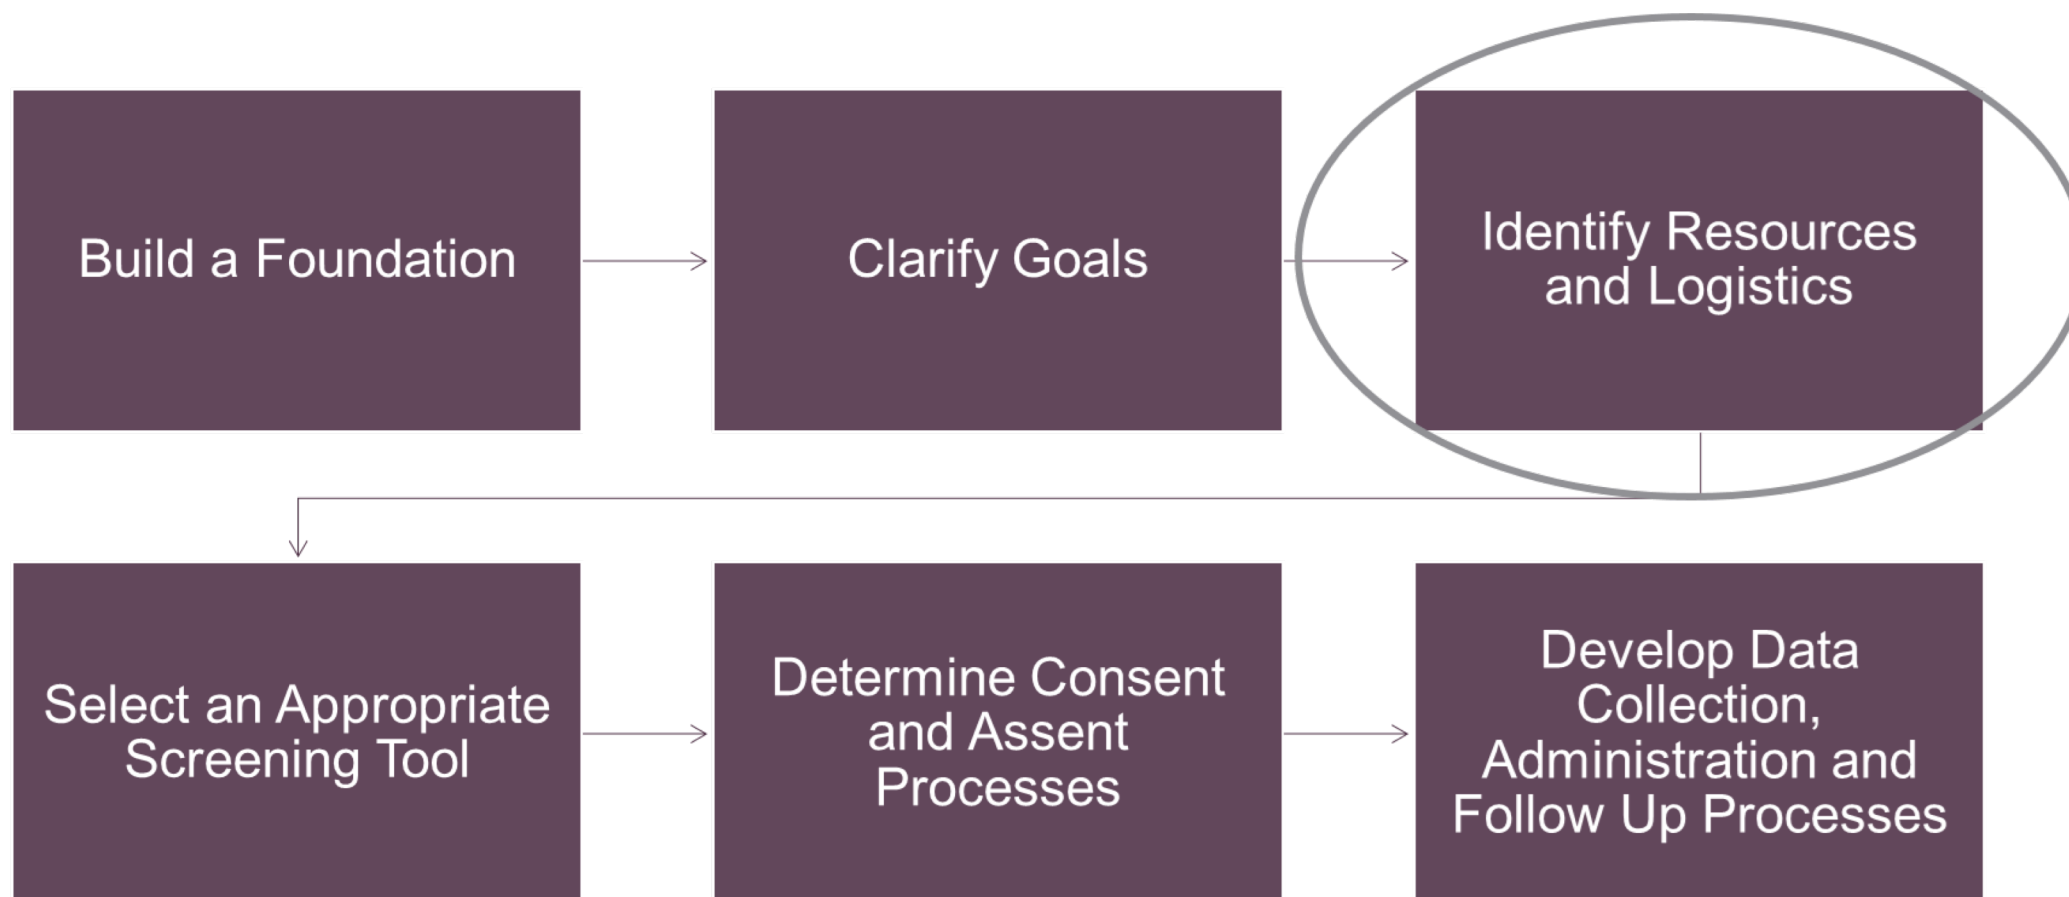 Build a Foundation
Clarify Goals
Identify Resources
and Logistics
Select an Appropriate
Screening Tool
Determine Consent
and Assent
Processes
Develop Data
Collection,
Administration and
Follow Up Processes